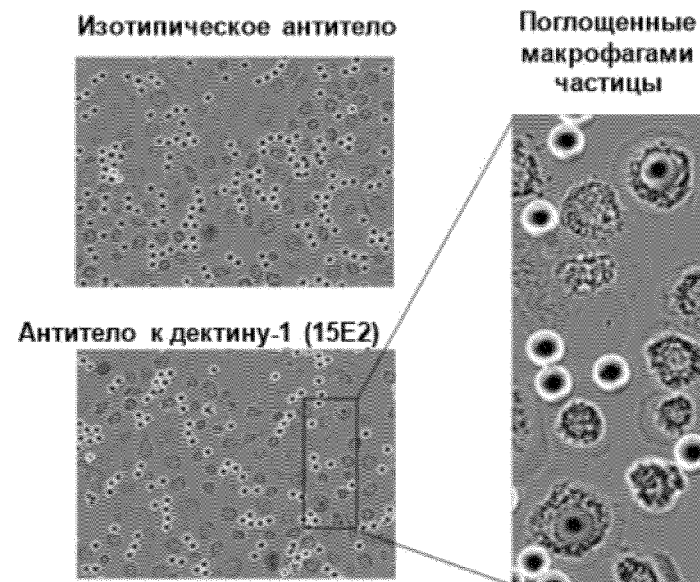 Изотипическое антитело
Поглощенные
макрофагами
частицы
Антитело к дектину-1 (15E2)